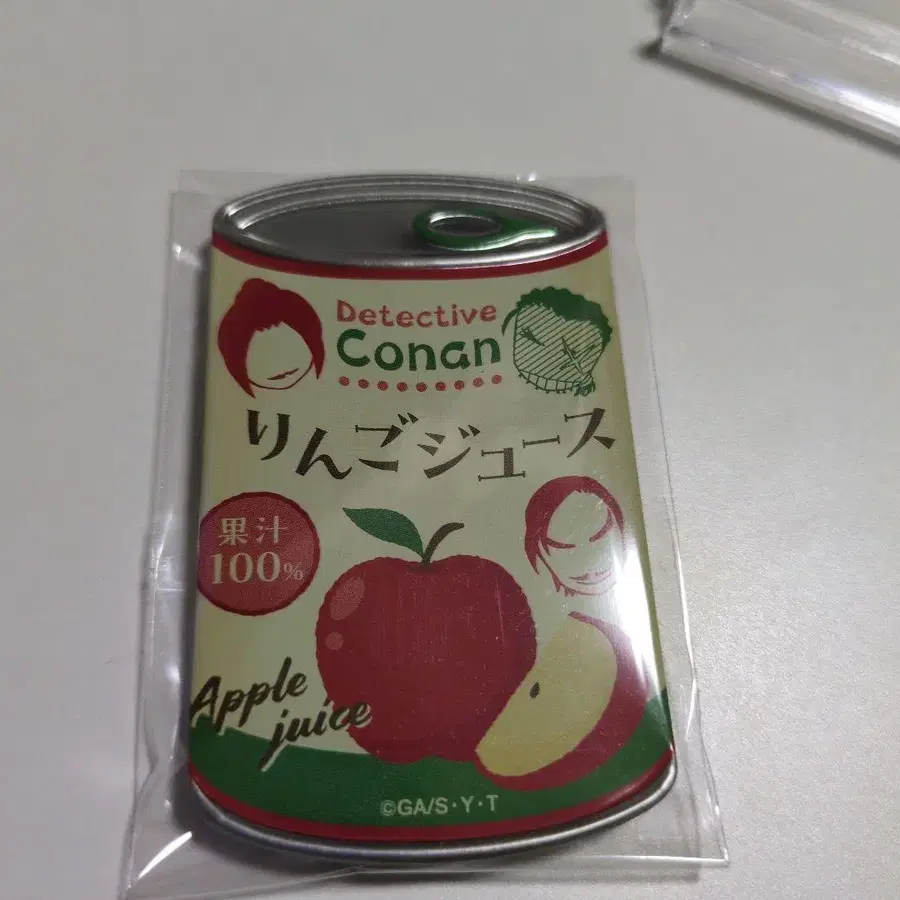 Detective
Conan
りんごジュース
果汁
100%
Apple
juice
©GA/S・Y・T